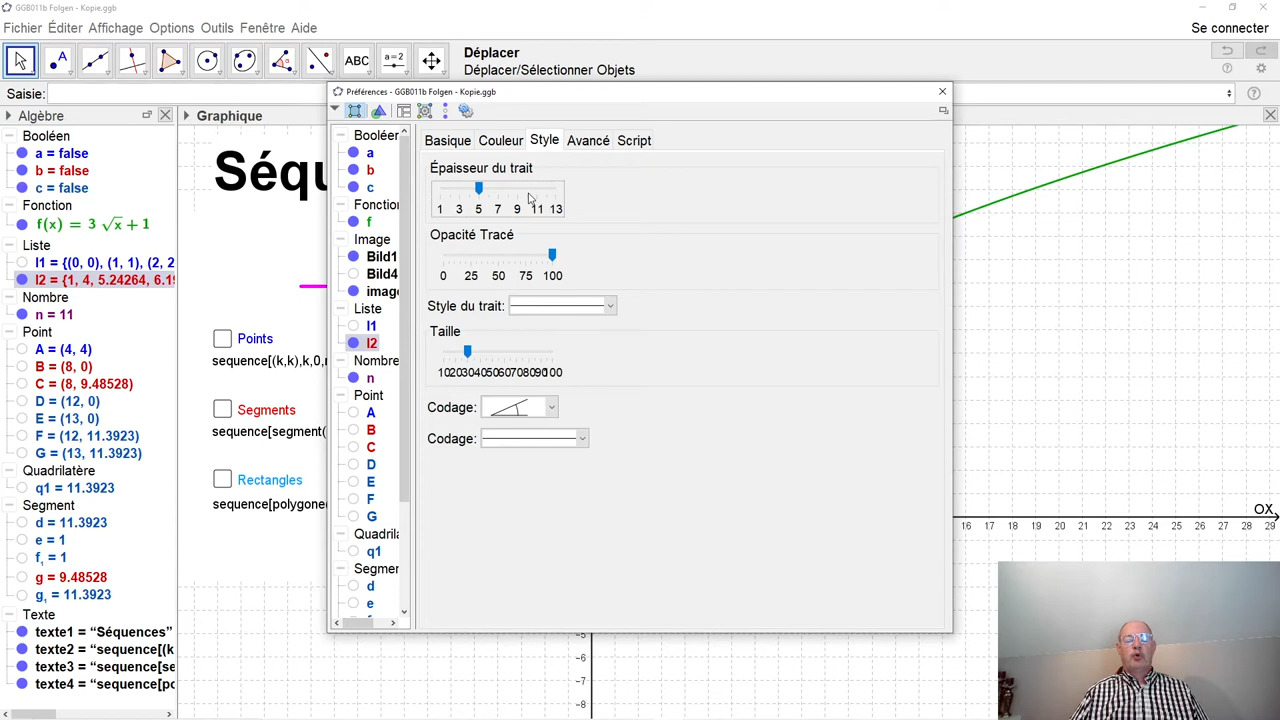 GGB011b Folgen - Kopie.ggb
Fichier Éditer Affichage Options Outils Fenêtre Aide
Se connecter
A
ABC
a=2
Déplacer
Déplacer/Sélectionner Objets
Saisie:
Algèbre
Graphique
Booléen
a = false
b = false
c = false
Fonction
f(x) = 3 √x + 1
Liste
l1 = {(0, 0), (1, 1), (2, 2
l2 = {1, 4, 5.24264, 6.19
Nombre
n = 11
Point
A = (4, 4)
B = (8, 0)
C = (8, 9.48528)
D = (12, 0)
E = (13, 0)
F = (12, 11.3923)
G = (13, 11.3923)
Quadrilatère
q1 = 11.3923
Segment
d = 11.3923
e = 1
f₁ = 1
g = 9.48528
g₁ = 11.3923
Texte
texte1 = “Séquences”
texte2 = “sequence[(k
texte3 = “sequence[se
texte4 = “sequence[po
Séqu
Points
sequence[(k,k),k,0,n
Segments
sequence[segment(
Rectangles
sequence[polygone
Préférences - GGB011b Folgen - Kopie.ggb
Booléen
a
b
c
Fonction
f
Image
Bild1
Bild4
image
Liste
l1
l2
Nombre
n
Point
A
B
C
D
E
F
G
Quadrila
q1
Segmen
d
e
Basique Couleur Style Avancé Script
Épaisseur du trait
1 3 5 7 9 11 13
Opacité Tracé
0 25 50 75 100
Style du trait:
Taille
102030405060708090100
Codage:
Codage:
OX
16 17 18 19 20 21 22 23 24 25 26 27 28 29
-5
-6
-7
-8